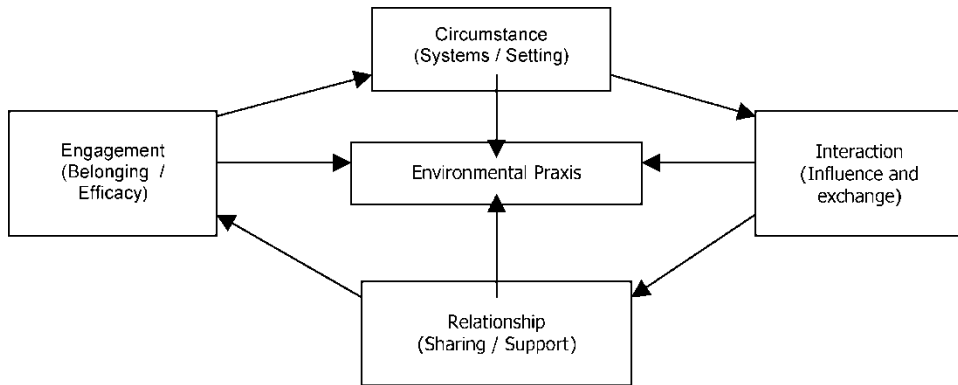 Circumstance
(Systems / Setting)
Engagement
(Belonging /
Efficacy)
Environmental Praxis
Interaction
(Influence and
exchange)
Relationship
(Sharing / Support)